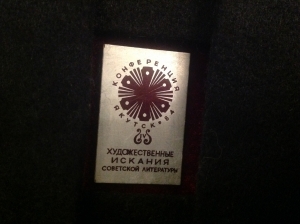 КОНФЕРЕНЦИЯ
ЯКУТСК • 84
ХУДОЖЕСТВЕННЫЕ
ИСКАНИЯ
СОВЕТСКОЙ ЛИТЕРАТУРЫ